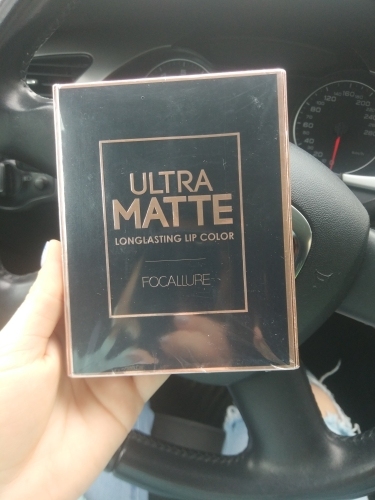 ULTRA
MATTE
LONGLASTING LIP COLOR
FOCALLURE